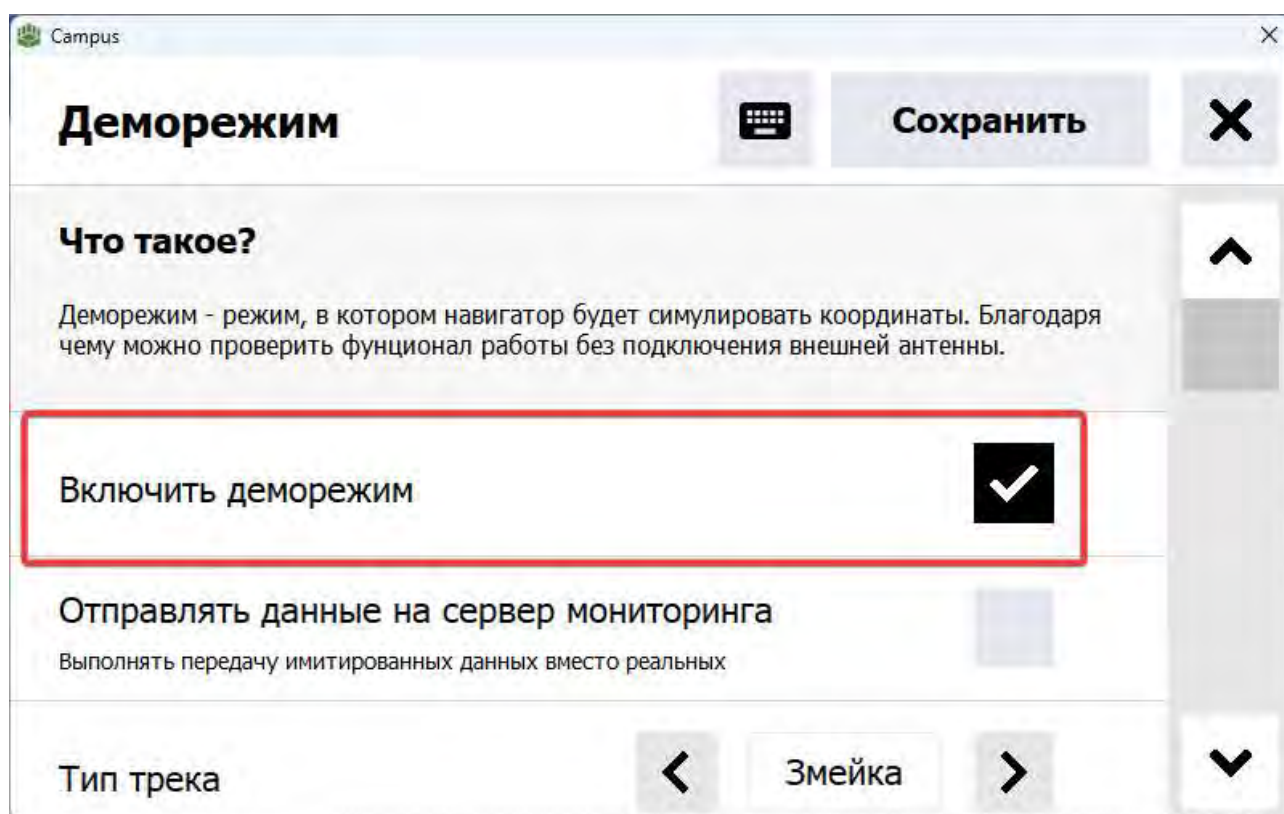 Campus
Деморежим
Сохранить
Что такое?
Деморежим - режим, в котором навигатор будет симулировать координаты. Благодаря
чему можно проверить фунционал работы без подключения внешней антенны.
Включить деморежим
Отправлять данные на сервер мониторинга
Выполнять передачу имитированных данных вместо реальных
Тип трека
Змейка